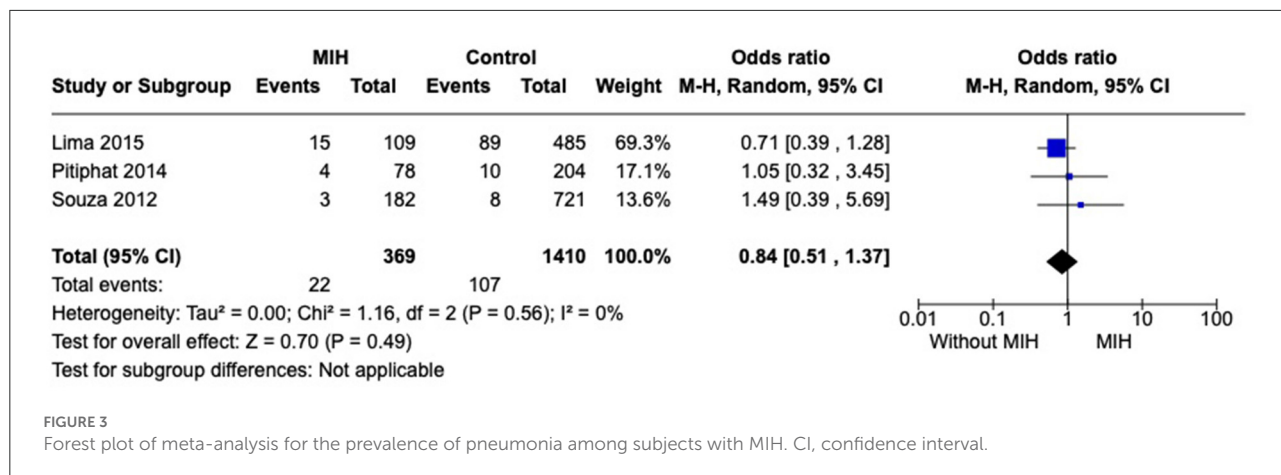 MIH Control Odds ratio Odds ratio
Study or Subgroup Events Total Events Total Weight M-H, Random, 95% CI M-H, Random, 95% CI
Lima 2015 15 109 89 485 69.3% 0.71 [0.39 , 1.28]
Pitiphat 2014 4 78 10 204 17.1% 1.05 [0.32 , 3.45]
Souza 2012 3 182 8 721 13.6% 1.49 [0.39 , 5.69]
Total (95% CI) 369 1410 100.0% 0.84 [0.51 , 1.37]
Total events: 22 107
Heterogeneity: Tau² = 0.00; Chi² = 1.16, df = 2 (P = 0.56); I² = 0%
0.01 0.1 1 10 100
Test for overall effect: Z = 0.70 (P = 0.49)
Without MIH MIH
Test for subgroup differences: Not applicable
FIGURE 3
Forest plot of meta-analysis for the prevalence of pneumonia among subjects with MIH. CI, confidence interval.